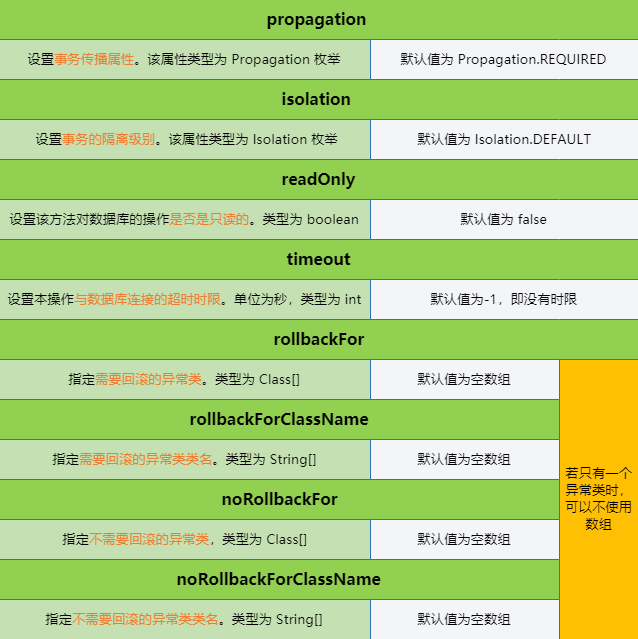 propagation
设置事务传播属性。该属性类型为 Propagation 枚举
默认值为 Propagation.REQUIRED
isolation
设置事务的隔离级别。该属性类型为 Isolation 枚举
默认值为 Isolation.DEFAULT
readOnly
设置该方法对数据库的操作是否是只读的。类型为 boolean
默认值为 false
timeout
设置本操作与数据库连接的超时时限。单位为秒，类型为 int
默认值为-1，即没有时限
rollbackFor
指定需要回滚的异常类。类型为 Class[]
默认值为空数组
rollbackForClassName
指定需要回滚的异常类类名。类型为 String[]
默认值为空数组
noRollbackFor
指定不需要回滚的异常类，类型为 Class[]
默认值为空数组
noRollbackForClassName
指定不需要回滚的异常类类名。类型为 String[]
默认值为空数组
若只有一个
异常类时，
可以不使用
数组